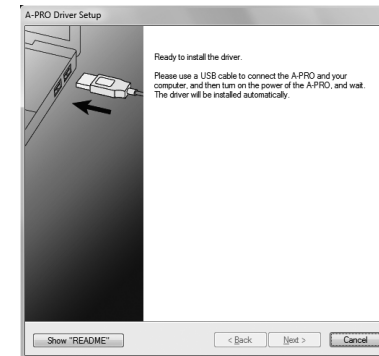 A-PRO Driver Setup
Ready to install the driver.
Please use a USB cable to connect the A-PRO and your
computer, and then turn on the power of the A-PRO, and wait.
The driver will be installed automatically.
Show "README"
< Back
Next >
Cancel